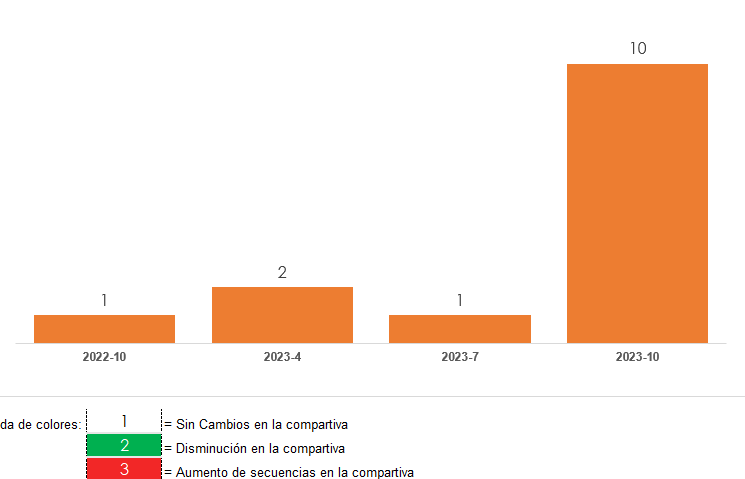 10
2
1
1
2022-10
2023-4
2023-7
2023-10
da de colores: 1 = Sin Cambios en la compartiva
2 = Disminución en la compartiva
3 = Aumento de secuencias en la compartiva